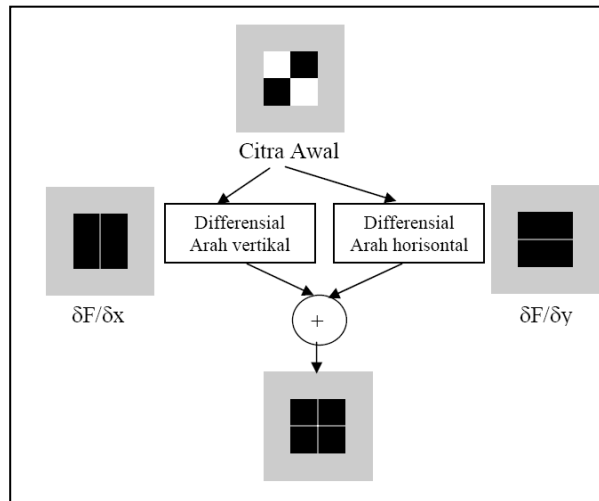 Citra Awal
Differensial
Arah vertikal
Differensial
Arah horisontal
δF/δx
δF/δy
+